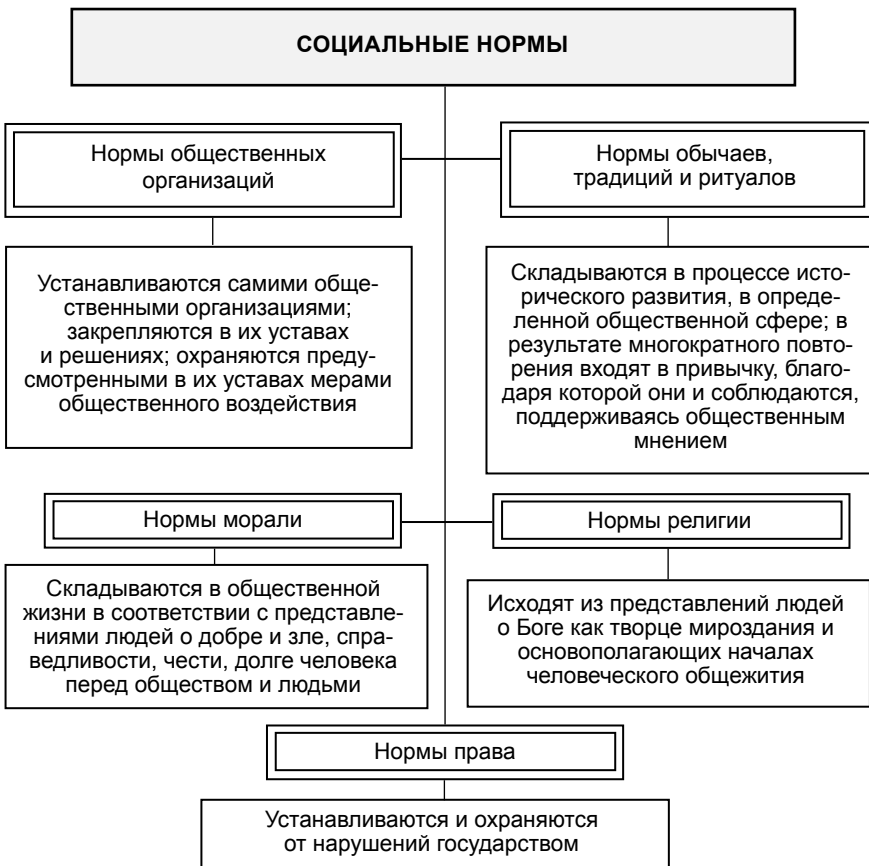 СОЦИАЛЬНЫЕ НОРМЫ
Нормы общественных
организаций
Нормы обычаев,
традиций и ритуалов
Устанавливаются самими обще-
ственными организациями;
закрепляются в их уставах
и решениях; охраняются преду-
смотренными в их уставах мерами
общественного воздействия
Складываются в процессе исто-
рического развития, в опреде-
ленной общественной сфере; в
результате многократного повто-
рения входят в привычку, благо-
даря которой они и соблюдаются,
поддерживаясь общественным
мнением
Нормы морали
Нормы религии
Складываются в общественной
жизни в соответствии с представле-
ниями людей о добре и зле, спра-
ведливости, чести, долге человека
перед обществом и людьми
Исходят из представлений людей
о Боге как творце мироздания и
основополагающих началах
человеческого общежития
Нормы права
Устанавливаются и охраняются
от нарушений государством